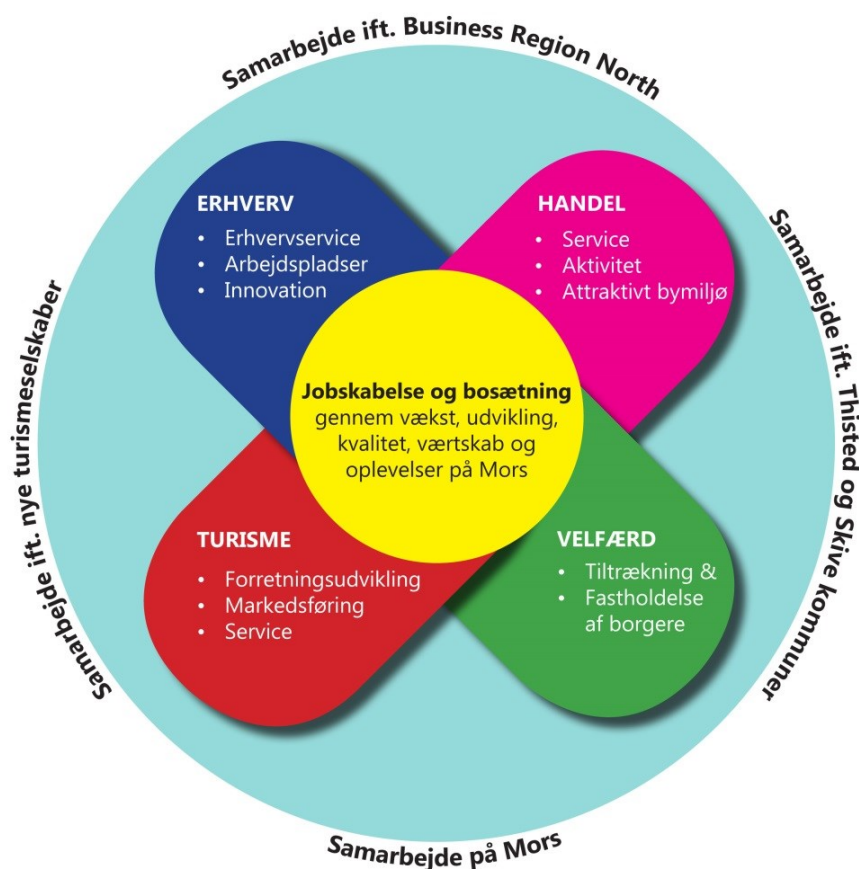 Samarbejde ift. Business Region North
ERHVERV
• Erhvervservice
• Arbejdspladser
• Innovation
HANDEL
• Service
• Aktivitet
• Attraktivt bymiljø
Jobskabelse og bosætning
gennem vækst, udvikling,
kvalitet, værtskab og
oplevelser på Mors
TURISME
• Forretningsudvikling
• Markedsføring
• Service
VELFÆRD
• Tiltrækning &
• Fastholdelse
af borgere
Samarbejde ift. Thisted og Skive kommuner
Samarbejde på Mors
Samarbejde ift. nye turismeselskaber